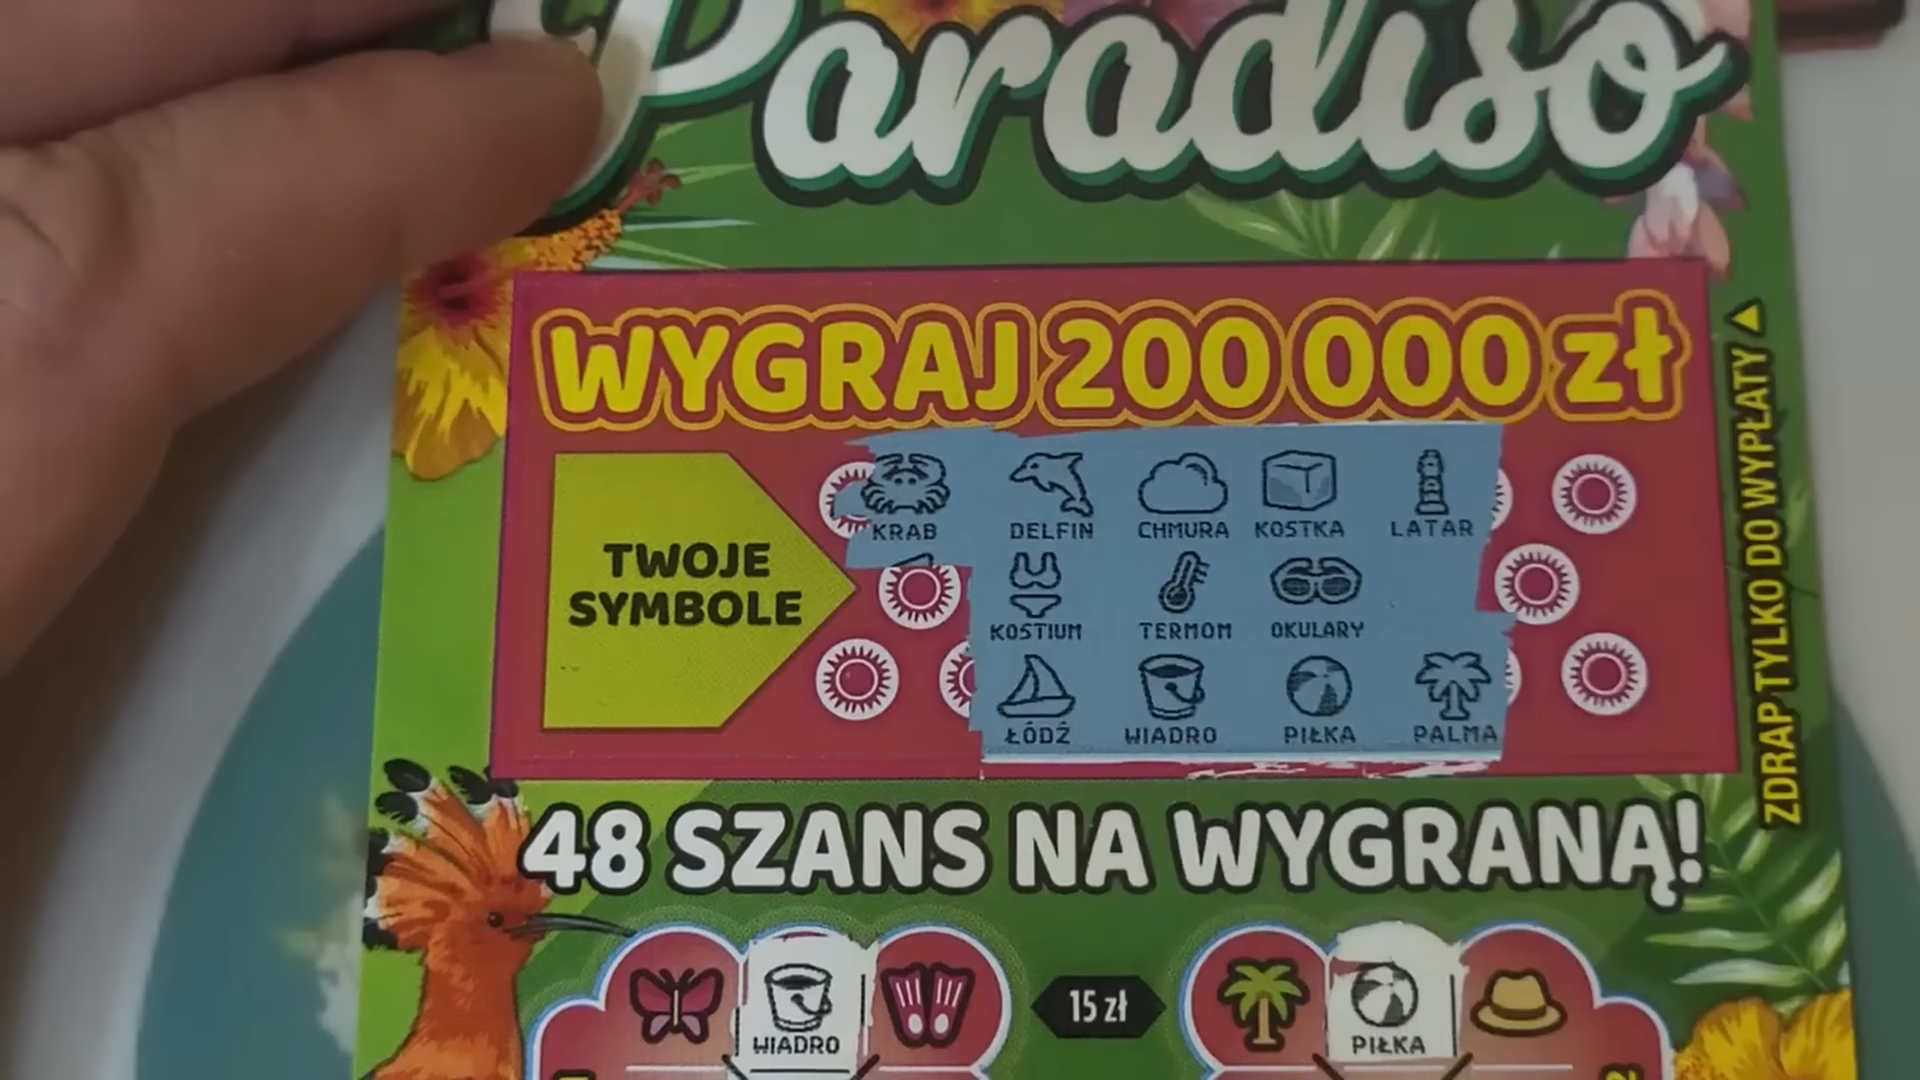 Paradiso
WYGRAJ 200 000 zł
TWOJE
SYMBOLE
KRAB DELFIN CHMURA KOSTKA LATAR
KOSTIUM TERMOM OKULARY
ŁÓDŹ WIADRO PIŁKA PALMA
ZDRAP TYLKO DO WYPŁATY
48 SZANS NA WYGRANĄ!
15 zł
WIADRO PIŁKA